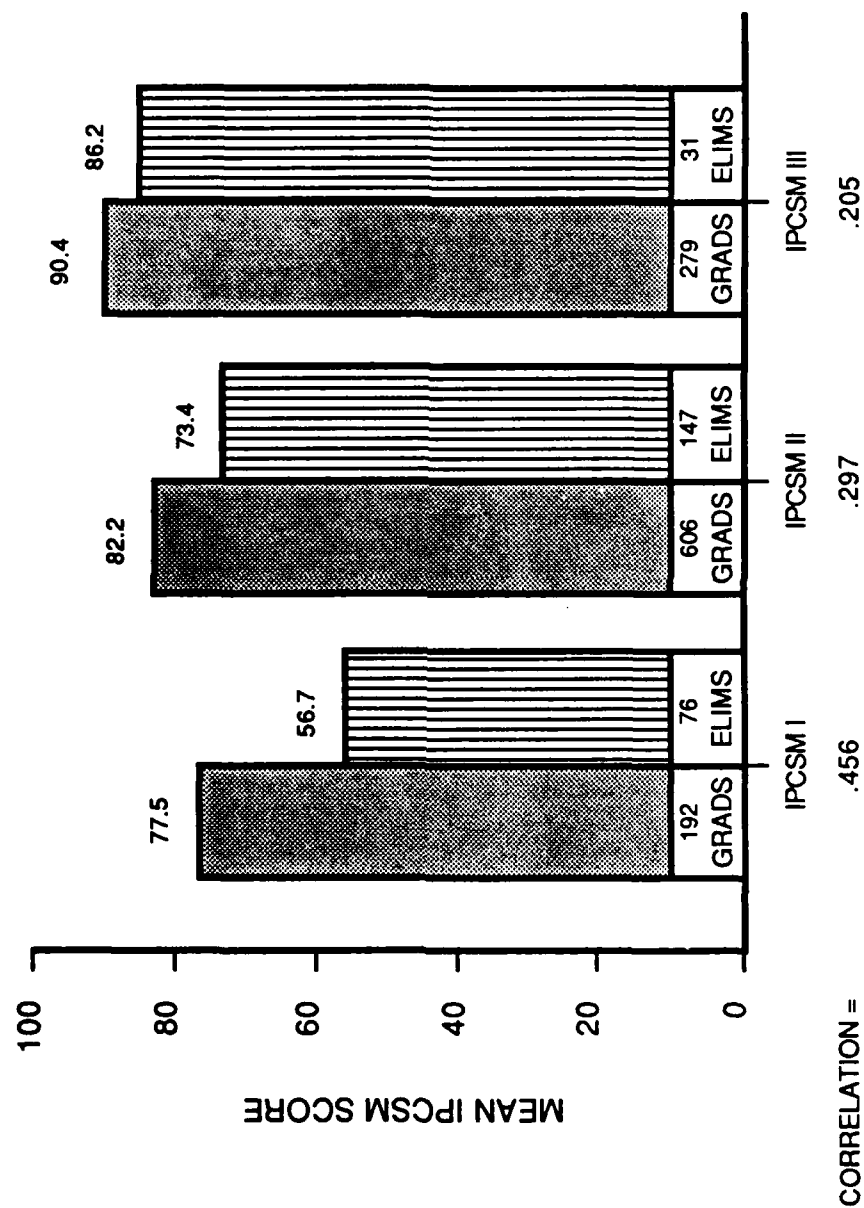 MEAN IPCSM SCORE
100
80
60
40
20
0
77.5
56.7
82.2
73.4
90.4
86.2
192
GRADS
76
ELIMS
606
GRADS
147
ELIMS
279
GRADS
31
ELIMS
IPCSM I
IPCSM II
IPCSM III
CORRELATION =
.456
.297
.205